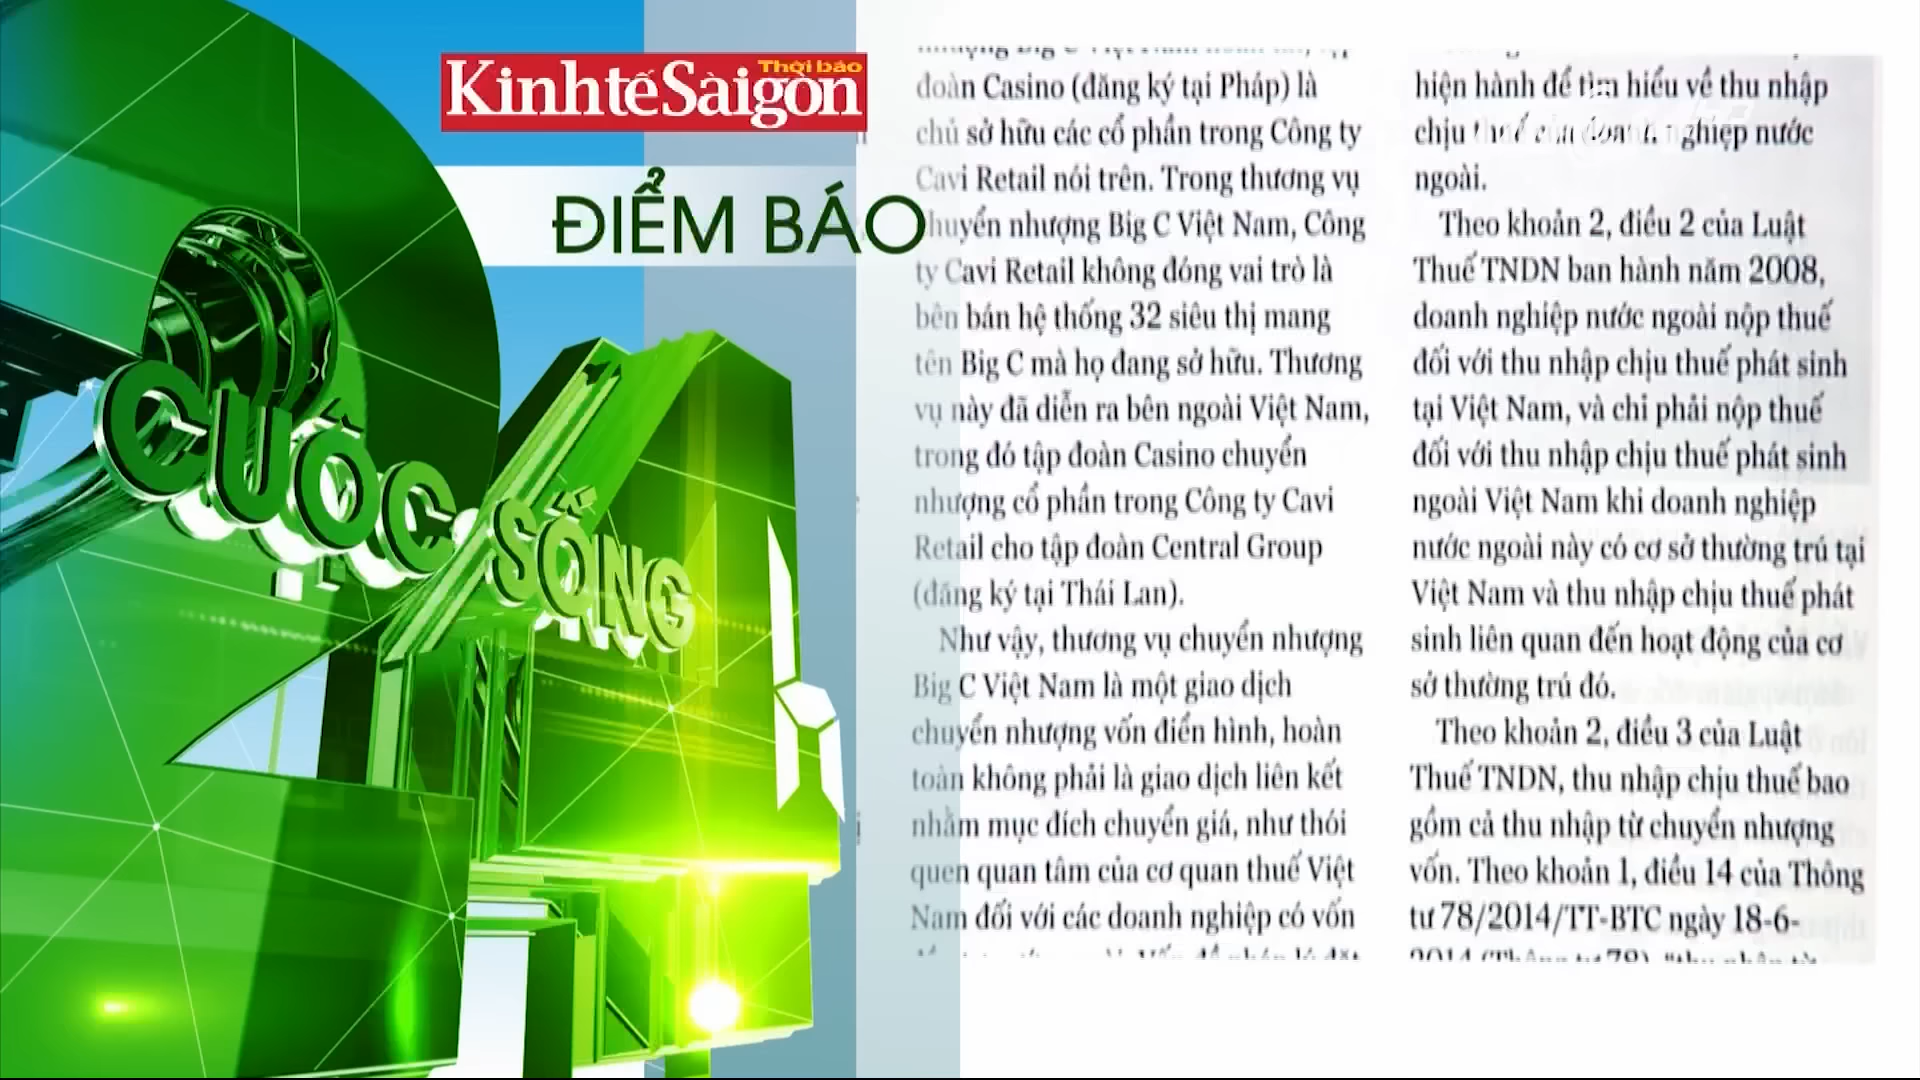 Thời báo
Kinh tế Sài gòn
ĐIỂM BÁO
CUỘC SỐNG
24h
đoàn Casino (đăng ký tại Pháp) là
chủ sở hữu các cổ phần trong Công ty
Cavi Retail nói trên. Trong thương vụ
chuyển nhượng Big C Việt Nam, Công
ty Cavi Retail không đóng vai trò là
bên bán hệ thống 32 siêu thị mang
tên Big C mà họ đang sở hữu. Thương
vụ này đã diễn ra bên ngoài Việt Nam,
trong đó tập đoàn Casino chuyển
nhượng cổ phần trong Công ty Cavi
Retail cho tập đoàn Central Group
(đăng ký tại Thái Lan).
Như vậy, thương vụ chuyển nhượng
Big C Việt Nam là một giao dịch
chuyển nhượng vốn điển hình, hoàn
toàn không phải là giao dịch liên kết
nhằm mục đích chuyển giá, như thói
quen quan tâm của cơ quan thuế Việt
Nam đối với các doanh nghiệp có vốn
hiện hành để tìm hiểu về thu nhập
chịu thuế của doanh nghiệp nước
ngoài.
Theo khoản 2, điều 2 của Luật
Thuế TNDN ban hành năm 2008,
doanh nghiệp nước ngoài nộp thuế
đối với thu nhập chịu thuế phát sinh
tại Việt Nam, và chỉ phải nộp thuế
đối với thu nhập chịu thuế phát sinh
ngoài Việt Nam khi doanh nghiệp
nước ngoài này có cơ sở thường trú tại
Việt Nam và thu nhập chịu thuế phát
sinh liên quan đến hoạt động của cơ
sở thường trú đó.
Theo khoản 2, điều 3 của Luật
Thuế TNDN, thu nhập chịu thuế bao
gồm cả thu nhập từ chuyển nhượng
vốn. Theo khoản 1, điều 14 của Thông
tư 78/2014/TT-BTC ngày 18-6-